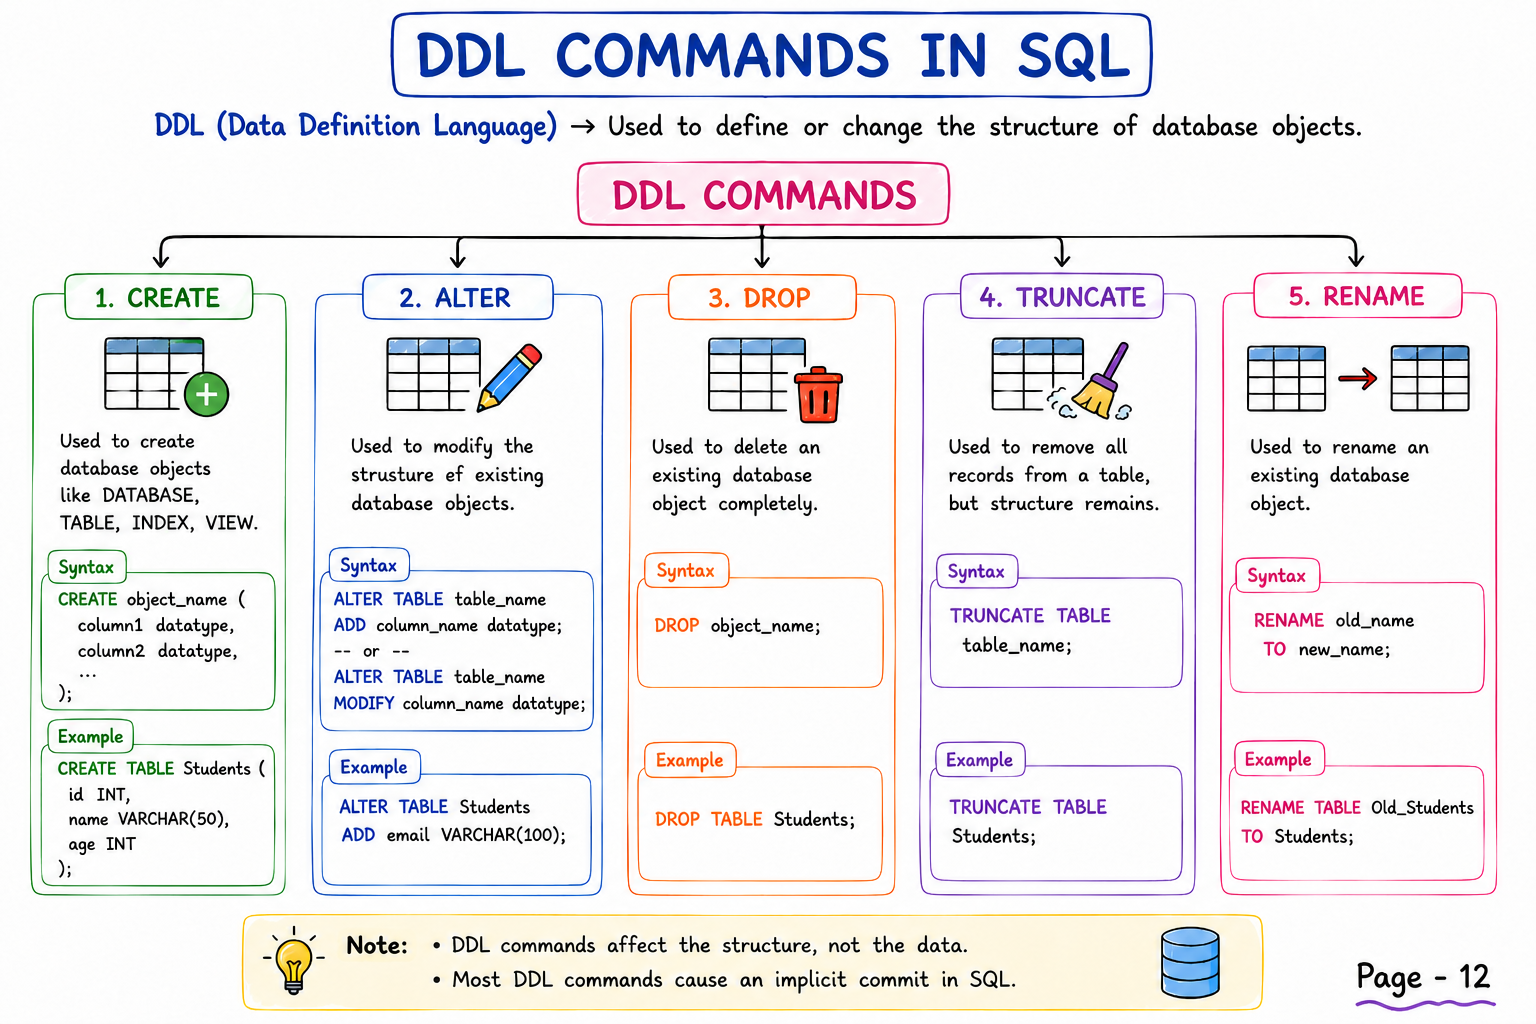 DDL COMMANDS IN SQL
DDL (Data Definition Language) → Used to define or change the structure of database objects.
DDL COMMANDS
1. CREATE
Used to create
database objects
like DATABASE,
TABLE, INDEX, VIEW.
Syntax
CREATE object_name (
column1 datatype,
column2 datatype,
...
);
Example
CREATE TABLE Students (
id INT,
name VARCHAR(50),
age INT
);
2. ALTER
Used to modify the
strusture ef existing
database objects.
Syntax
ALTER TABLE table_name
ADD column_name datatype;
-- or --
ALTER TABLE table_name
MODIFY column_name datatype;
Example
ALTER TABLE Students
ADD email VARCHAR(100);
3. DROP
Used to delete an
existing database
object completely.
Syntax
DROP object_name;
Example
DROP TABLE Students;
4. TRUNCATE
Used to remove all
records from a table,
but structure remains.
Syntax
TRUNCATE TABLE
table_name;
Example
TRUNCATE TABLE
Students;
5. RENAME
Used to rename an
existing database
object.
Syntax
RENAME old_name
TO new_name;
Example
RENAME TABLE Old_Students
TO Students;
Note: • DDL commands affect the structure, not the data.
• Most DDL commands cause an implicit commit in SQL.
Page - 12